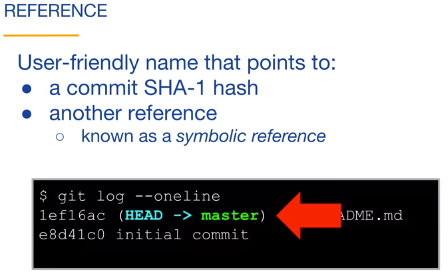 REFERENCE
User-friendly name that points to:
● a commit SHA-1 hash
● another reference
○ known as a symbolic reference
$ git log --oneline
1ef16ac (HEAD -> master) ADME.md
e8d41c0 initial commit